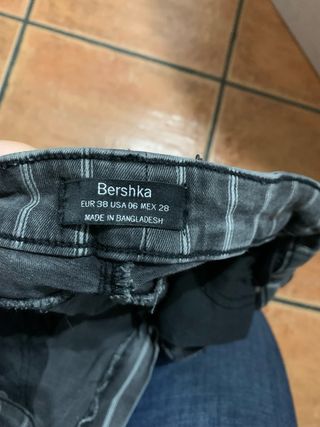 Bershka
EUR 38 USA 06 MEX 28
MADE IN BANGLADESH